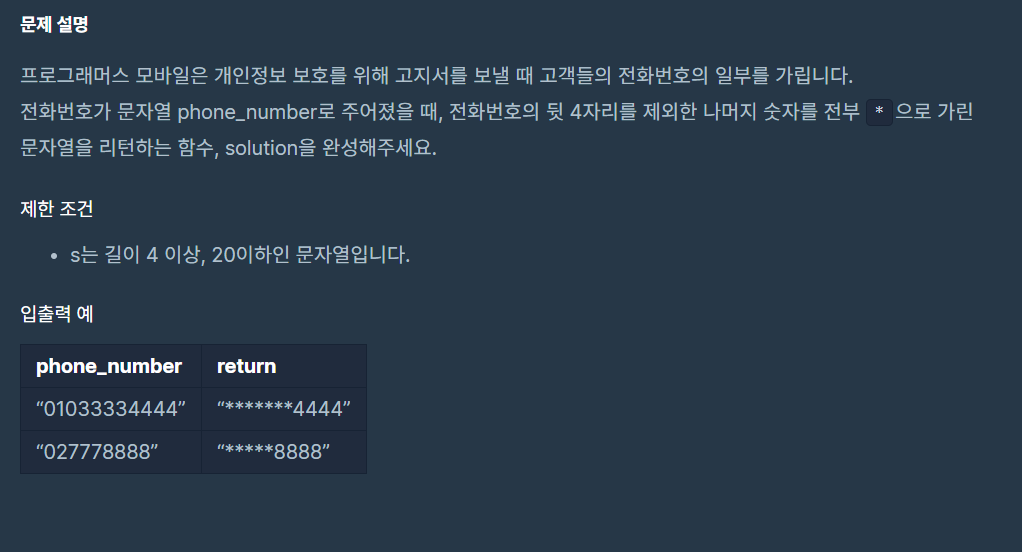 문제 설명
프로그래머스 모바일은 개인정보 보호를 위해 고지서를 보낼 때 고객들의 전화번호의 일부를 가립니다.
전화번호가 문자열 phone_number로 주어졌을 때, 전화번호의 뒷 4자리를 제외한 나머지 숫자를 전부 * 으로 가린
문자열을 리턴하는 함수, solution을 완성해주세요.
제한 조건
• s는 길이 4 이상, 20이하인 문자열입니다.
입출력 예
phone_number return
“01033334444” “*******4444”
“027778888” “*****8888”